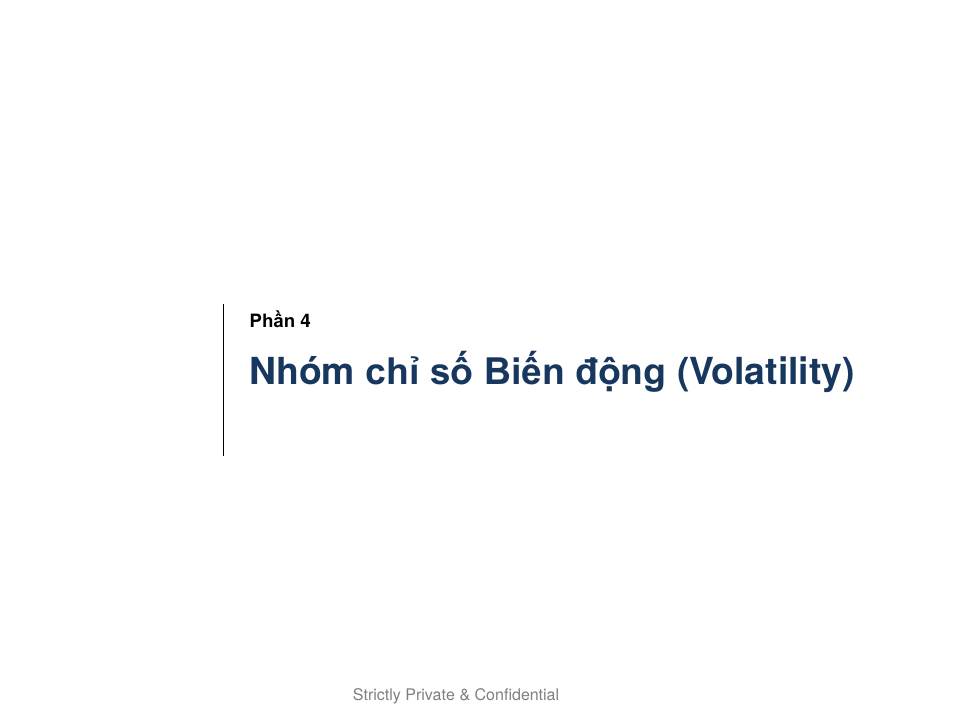 Phần 4
Nhóm chỉ số Biến động (Volatility)
Strictly Private & Confidential